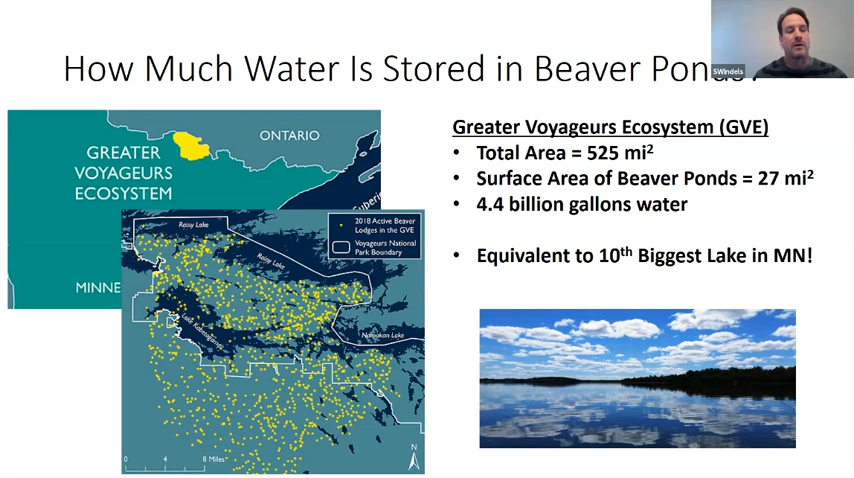 SWindels
How Much Water Is Stored in Beaver Ponds?
ONTARIO
GREATER
VOYAGEURS
ECOSYSTEM
MINNE
Superi
2018 Active Beaver
Lodges in the GVE
Voyageurs National
Park Boundary
Rainy Lake
Rainy Lake
Lake Kabetogama
Namakan Lake
N
0 4 8 Miles
Greater Voyageurs Ecosystem (GVE)
• Total Area = 525 mi²
• Surface Area of Beaver Ponds = 27 mi²
• 4.4 billion gallons water
• Equivalent to 10th Biggest Lake in MN!